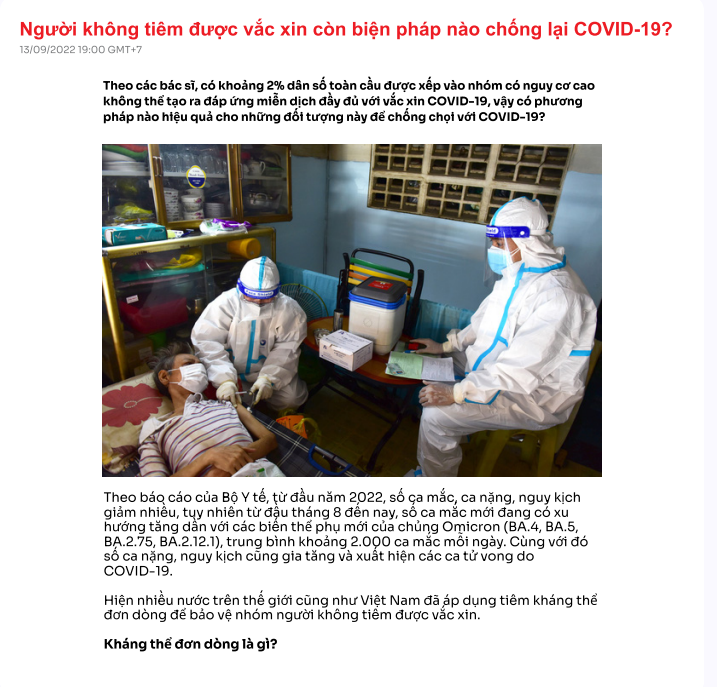 Người không tiêm được vắc xin còn biện pháp nào chống lại COVID-19?
13/09/2022 19:00 GMT+7
Theo các bác sĩ, có khoảng 2% dân số toàn cầu được xếp vào nhóm có nguy cơ cao
không thể tạo ra đáp ứng miễn dịch đầy đủ với vắc xin COVID-19, vậy có phương
pháp nào hiệu quả cho những đối tượng này để chống chọi với COVID-19?
Theo báo cáo của Bộ Y tế, từ đầu năm 2022, số ca mắc, ca nặng, nguy kịch
giảm nhiều, tuy nhiên từ đầu tháng 8 đến nay, số ca mắc mới đang có xu
hướng tăng dần với các biến thể phụ mới của chủng Omicron (BA.4, BA.5,
BA.2.75, BA.2.12.1), trung bình khoảng 2.000 ca mắc mỗi ngày. Cùng với đó
số ca nặng, nguy kịch cũng gia tăng và xuất hiện các ca tử vong do
COVID-19.
Hiện nhiều nước trên thế giới cũng như Việt Nam đã áp dụng tiêm kháng thể
đơn dòng để bảo vệ nhóm người không tiêm được vắc xin.
Kháng thể đơn dòng là gì?